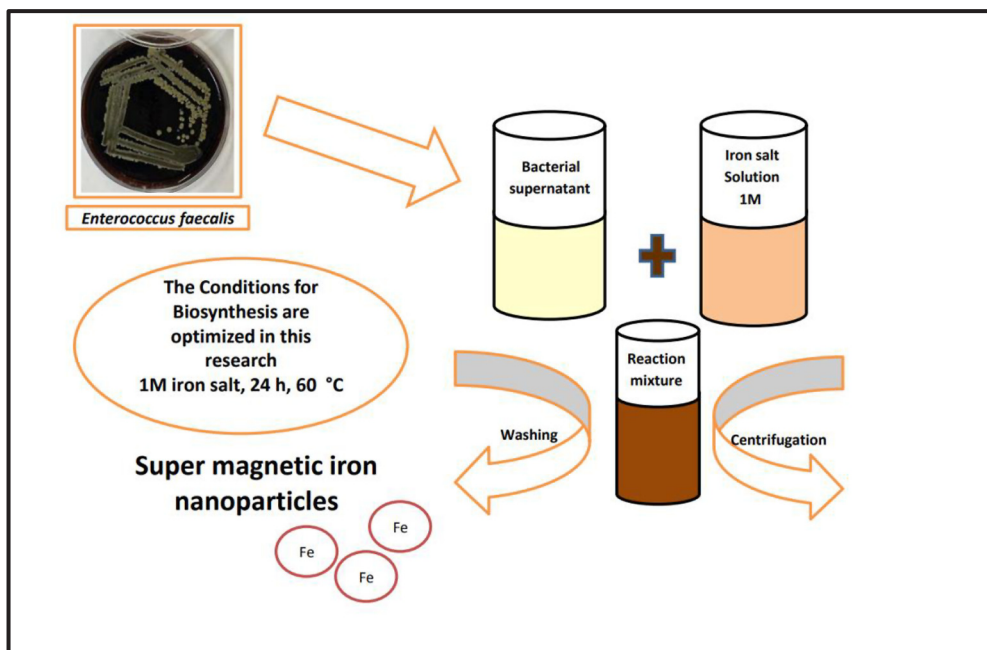 Enterococcus faecalis
Bacterial
supernatant
Iron salt
Solution
1M
The Conditions for
Biosynthesis are
optimized in this
research
1M iron salt, 24 h, 60 °C
Reaction
mixture
Washing
Centrifugation
Super magnetic iron
nanoparticles
Fe
Fe
Fe